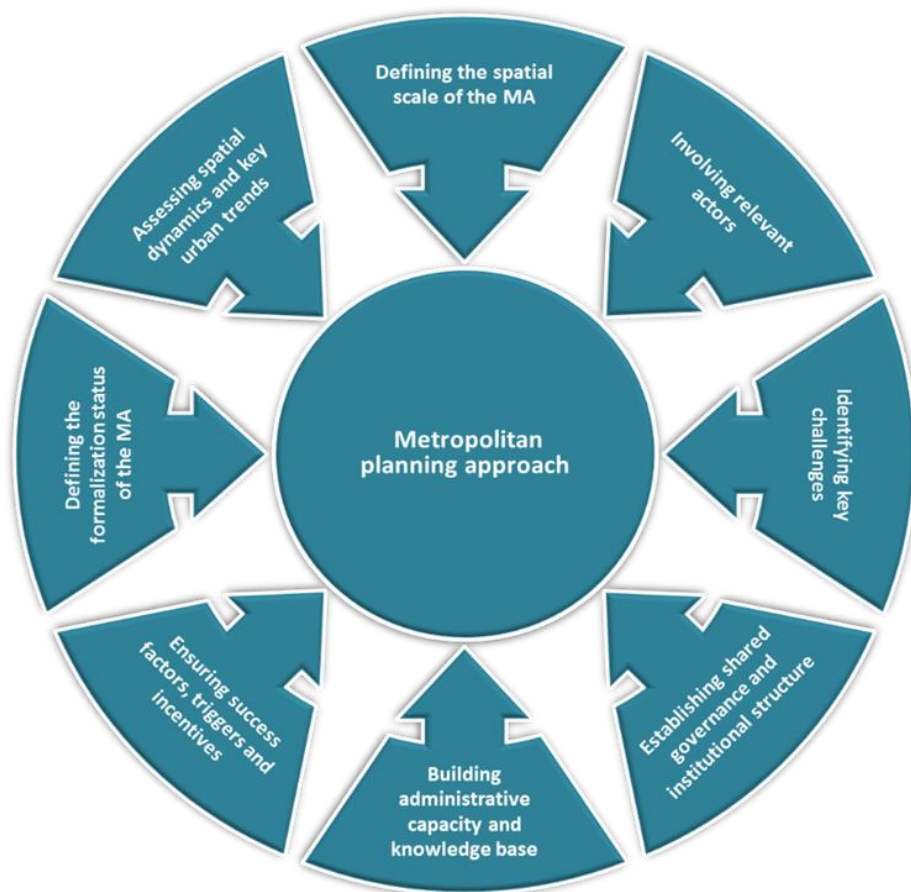 Defining the spatial
scale of the MA
Involving relevant
actors
Identifying key
challenges
Establishing shared
governance and
institutional structure
Building
administrative
capacity and
knowledge base
Ensuring success
factors, triggers and
incentives
Defining the
formalization status
of the MA
Assessing spatial
dynamics and key
urban trends
Metropolitan
planning approach